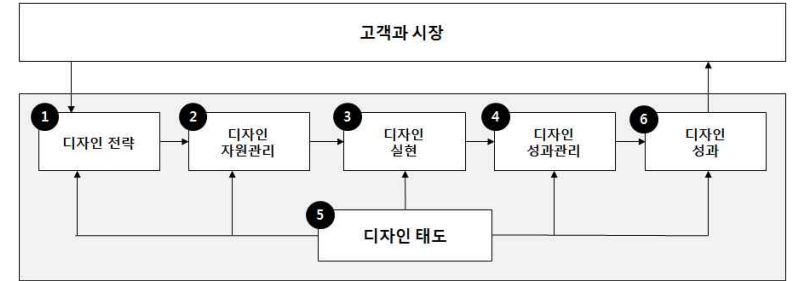 고객과 시장
1
디자인 전략
2
디자인
자원관리
3
디자인
실현
4
디자인
성과관리
6
디자인
성과
5
디자인 태도